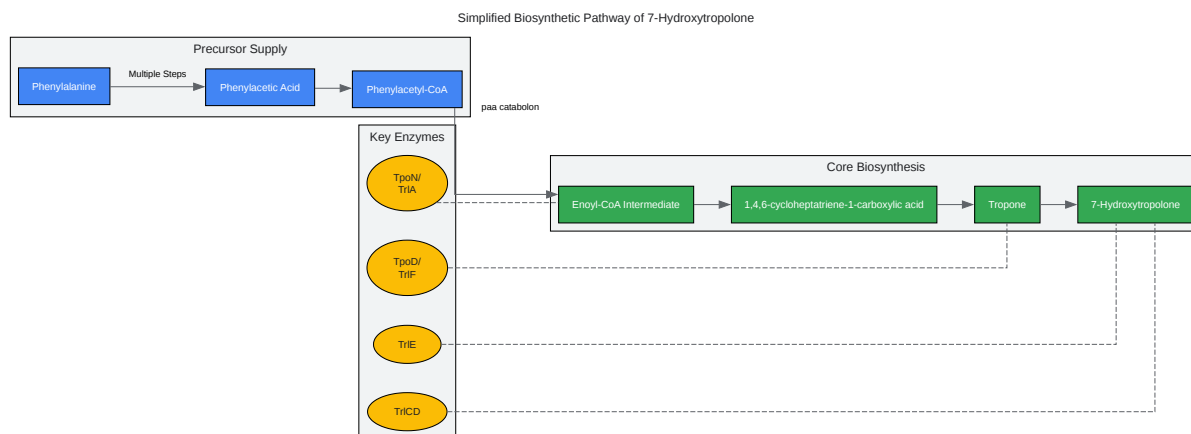 Simplified Biosynthetic Pathway of 7-Hydroxytropolone
Precursor Supply
Phenylalanine
Multiple Steps
Phenylacetic Acid
Phenylacetyl-CoA
paa catabolon
Key Enzymes
TpoN/
TrlA
TpoD/
TrlF
TrlE
TrlCD
Core Biosynthesis
Enoyl-CoA Intermediate
1,4,6-cycloheptatriene-1-carboxylic acid
Tropone
7-Hydroxytropolone